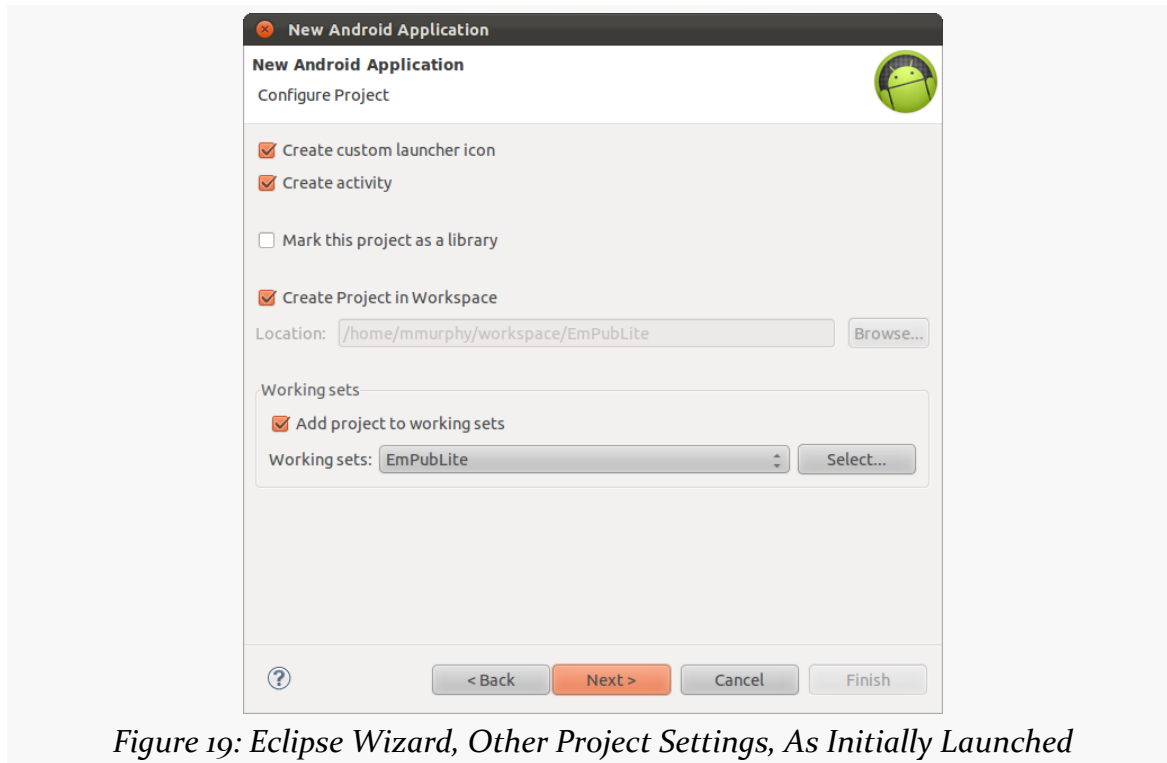 New Android Application
New Android Application
Configure Project
Create custom launcher icon
Create activity
Mark this project as a library
Create Project in Workspace
Location: /home/mmurphy/workspace/EmPubLite Browse...
Working sets
Add project to working sets
Working sets: EmPubLite Select...
? < Back Next > Cancel Finish
Figure 19: Eclipse Wizard, Other Project Settings, As Initially Launched